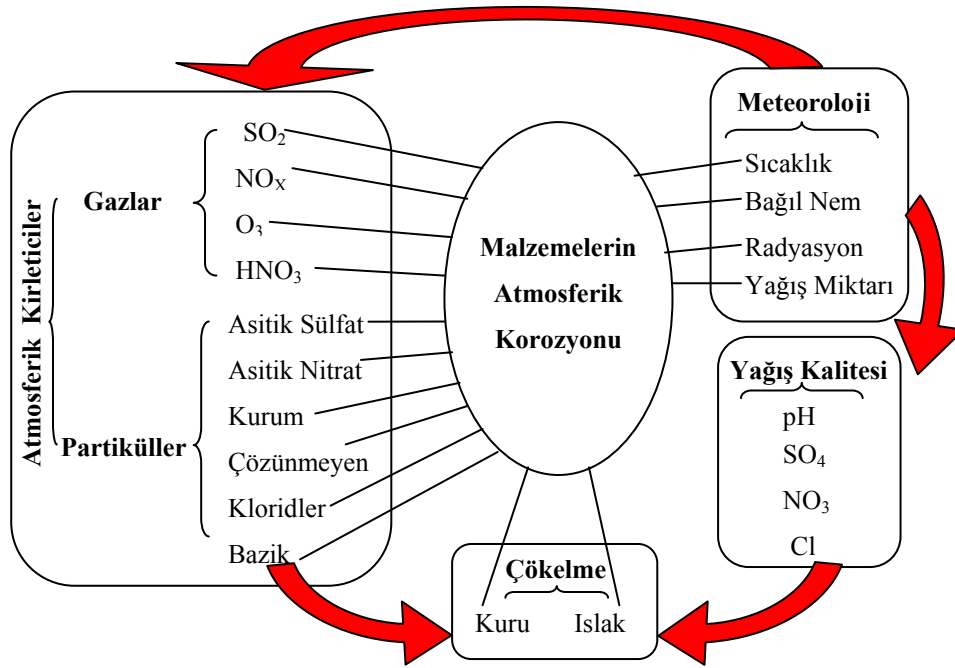 Atmosferik Kirleticiler
Gazlar
SO₂
NOₓ
O₃
HNO₃
Partiküller
Asitik Sülfat
Asitik Nitrat
Kurum
Çözünmeyen
Kloridler
Bazik
Malzemelerin
Atmosferik
Korozyonu
Meteoroloji
Sıcaklık
Bağıl Nem
Radyasyon
Yağış Miktarı
Yağış Kalitesi
pH
SO₄
NO₃
Cl
Çökelme
Kuru Islak